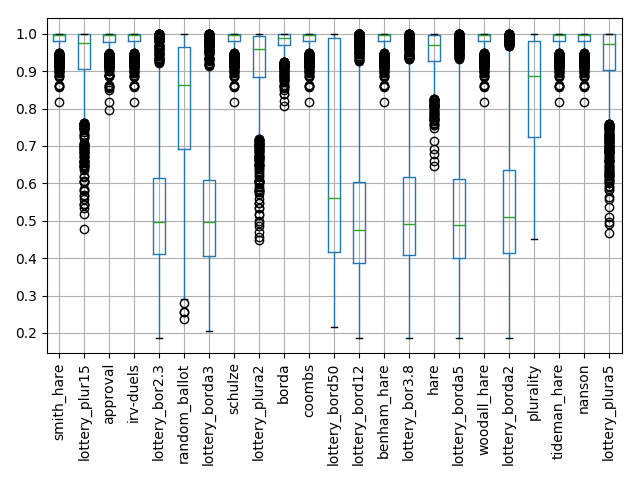 1.0
0.9
0.8
0.7
0.6
0.5
0.4
0.3
0.2
smith_hare
lottery_plur15
approval
irv-duels
lottery_bor2.3
random_ballot
lottery_borda3
schulze
lottery_plura2
borda
coombs
lottery_bord50
lottery_bord12
benham_hare
lottery_bor3.8
hare
lottery_borda5
woodall_hare
lottery_borda2
plurality
tideman_hare
nanson
lottery_plura5